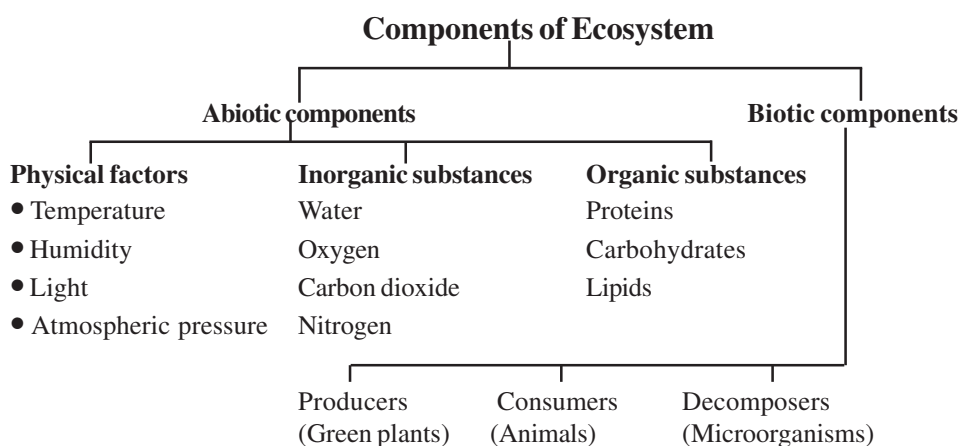 Components of Ecosystem
Abiotic components
Biotic components
Physical factors
• Temperature
• Humidity
• Light
• Atmospheric pressure
Inorganic substances
Water
Oxygen
Carbon dioxide
Nitrogen
Organic substances
Proteins
Carbohydrates
Lipids
Producers
(Green plants)
Consumers
(Animals)
Decomposers
(Microorganisms)